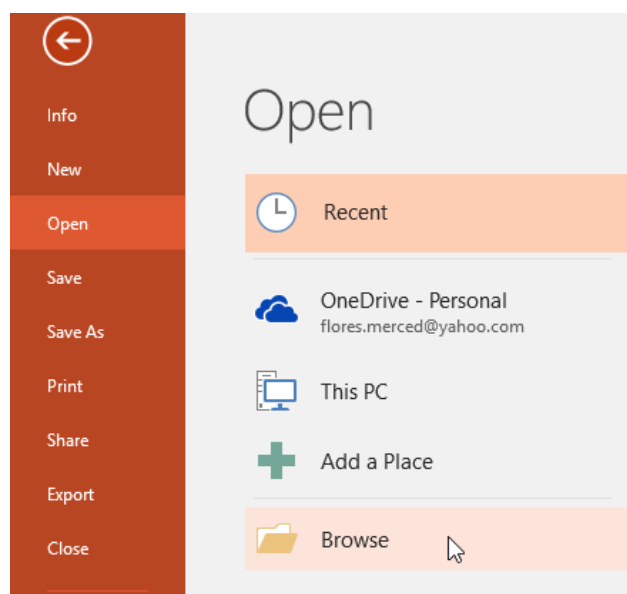 Info
New
Open
Save
Save As
Print
Share
Export
Close
Open
Recent
OneDrive - Personal
flores.merced@yahoo.com
This PC
Add a Place
Browse